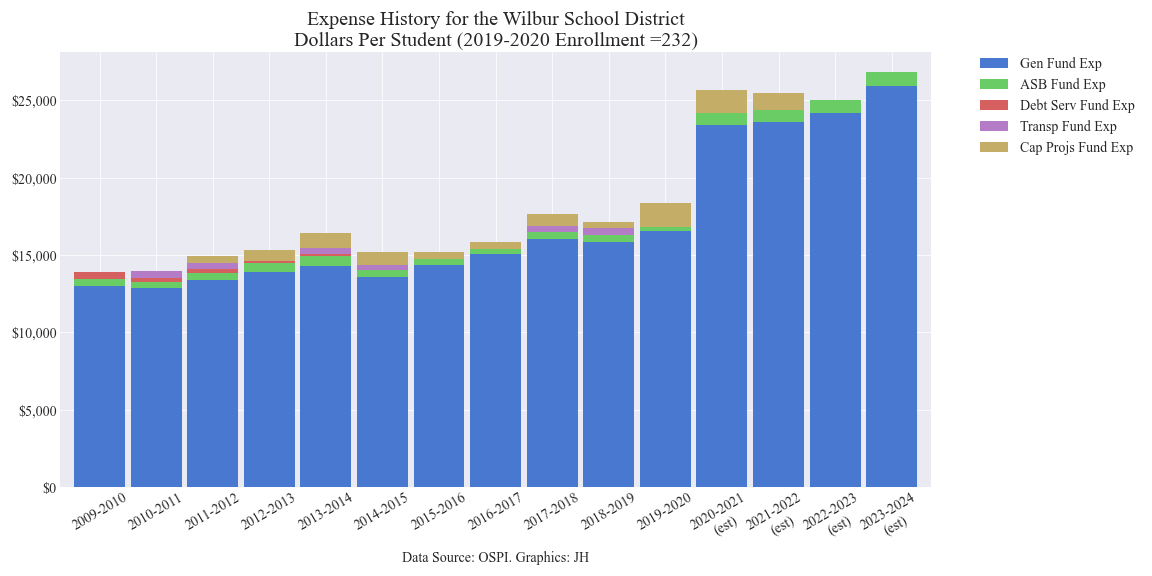 Expense History for the Wilbur School District
Dollars Per Student (2019-2020 Enrollment =232)
Gen Fund Exp
ASB Fund Exp
Debt Serv Fund Exp
Transp Fund Exp
Cap Projs Fund Exp
$25,000
$20,000
$15,000
$10,000
$5,000
$0
2009-2010
2010-2011
2011-2012
2012-2013
2013-2014
2014-2015
2015-2016
2016-2017
2017-2018
2018-2019
2019-2020
2020-2021
(est)
2021-2022
(est)
2022-2023
(est)
2023-2024
(est)
Data Source: OSPI. Graphics: JH